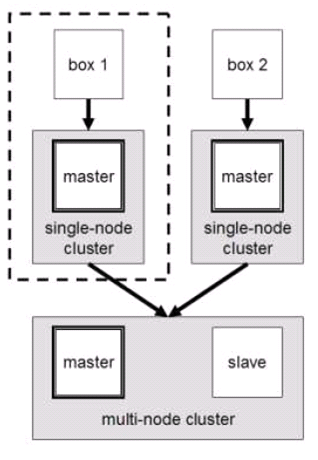 box 1
box 2
master
master
single-node
cluster
single-node
cluster
master
slave
multi-node cluster